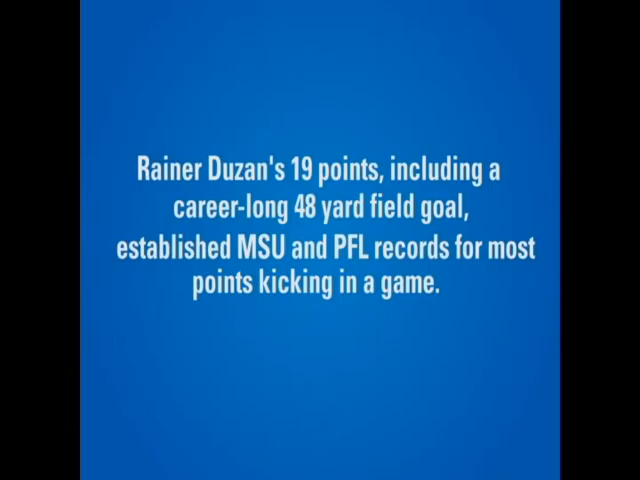 Rainer Duzan's 19 points, including a
career-long 48 yard field goal,
established MSU and PFL records for most
points kicking in a game.